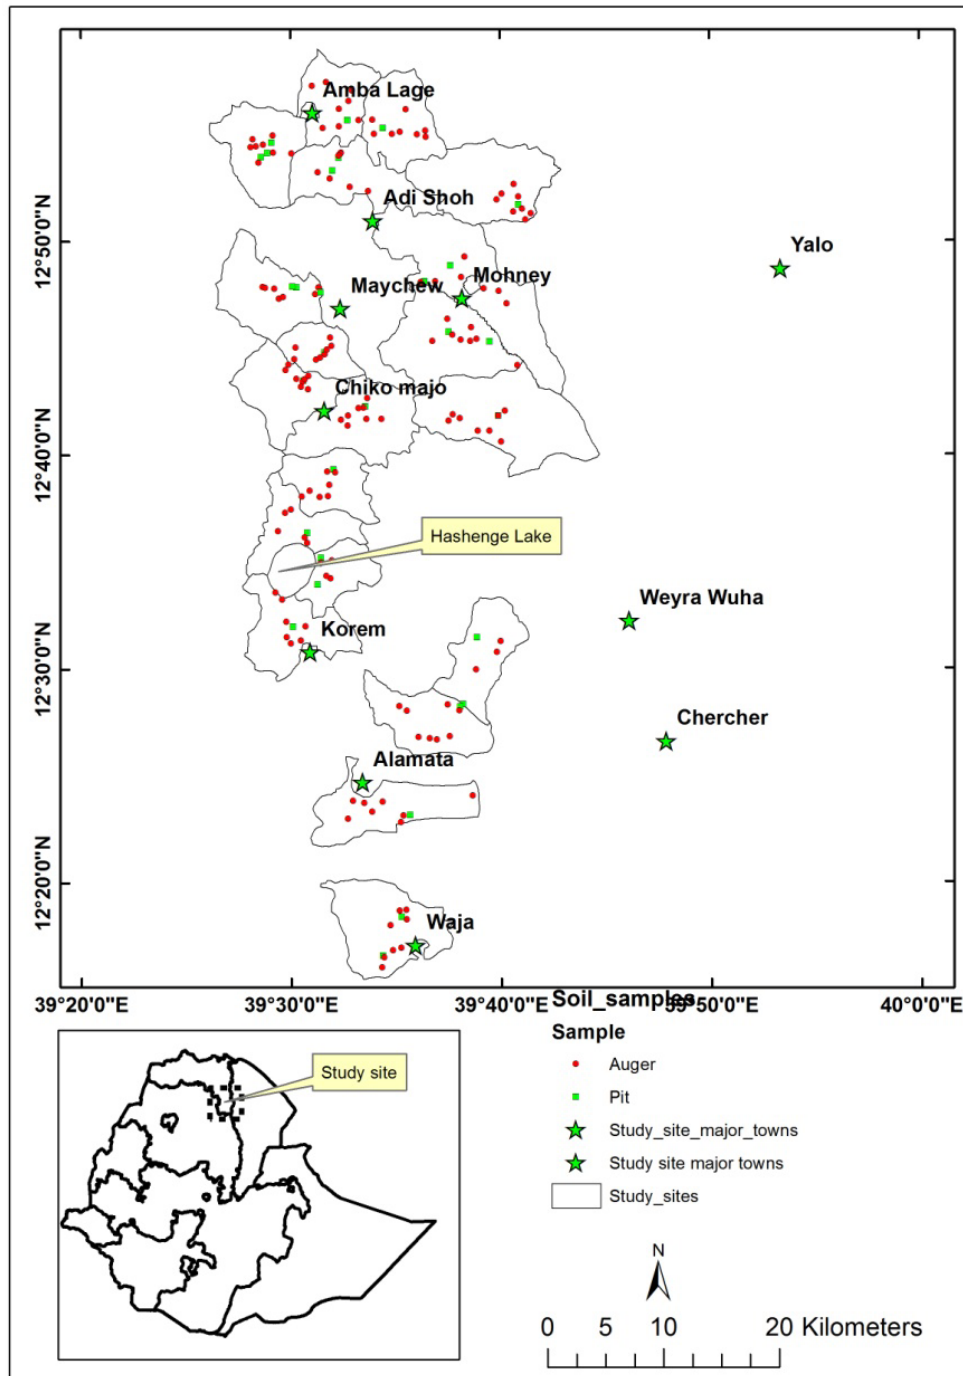 Amba Lage
Adi Shoh
12°50'0"N
Yalo
Maychew
Mohney
Chiko majo
12°40'0"N
Hashenge Lake
Weyra Wuha
Korem
12°30'0"N
Chercher
Alamata
12°20'0"N
Waja
39°20'0"E
39°30'0"E
39°40'0"E
39°50'0"E
40°0'0"E
Soil_samples
Sample
Auger
Pit
Study_site_major_towns
Study site major towns
Study_sites
Study site
N
0 5 10 20 Kilometers